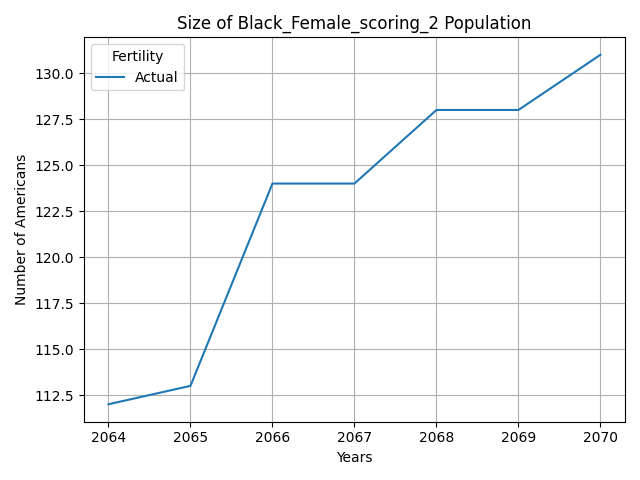 Size of Black_Female_scoring_2 Population
Fertility
Actual
Number of Americans
130.0
127.5
125.0
122.5
120.0
117.5
115.0
112.5
2064 2065 2066 2067 2068 2069 2070
Years